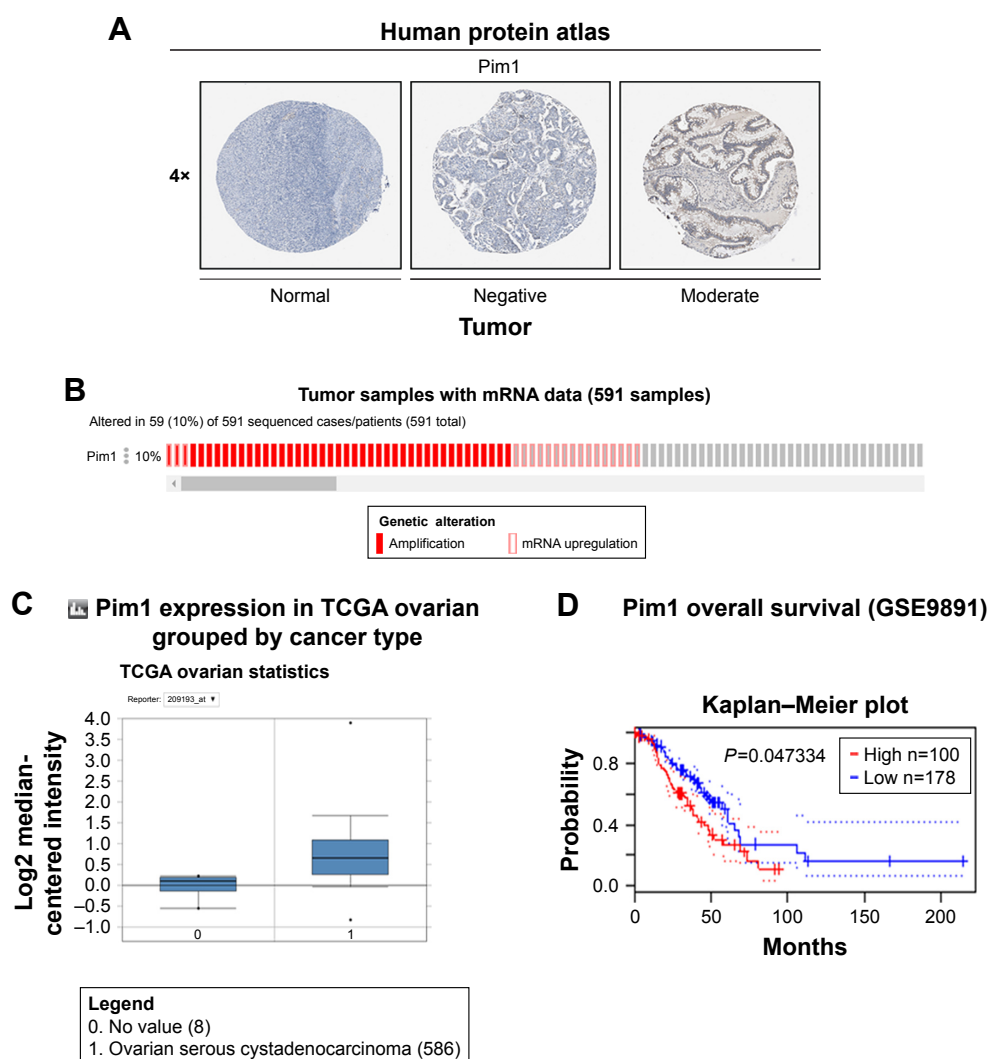 A
Human protein atlas
Pim1
4×
Normal
Negative
Moderate
Tumor
B
Tumor samples with mRNA data (591 samples)
Altered in 59 (10%) of 591 sequenced cases/patients (591 total)
Pim1
10%
Genetic alteration
Amplification
mRNA upregulation
C
Pim1 expression in TCGA ovarian
grouped by cancer type
TCGA ovarian statistics
Reporter: 209193_at
Log2 median-
centered intensity
4.0
3.5
3.0
2.5
2.0
1.5
1.0
0.5
0.0
–0.5
–1.0
0
1
Legend
0. No value (8)
1. Ovarian serous cystadenocarcinoma (586)
D
Pim1 overall survival (GSE9891)
Kaplan–Meier plot
P=0.047334
High n=100
Low n=178
Probability
0.8
0.4
0.0
0
50
100
150
200
Months